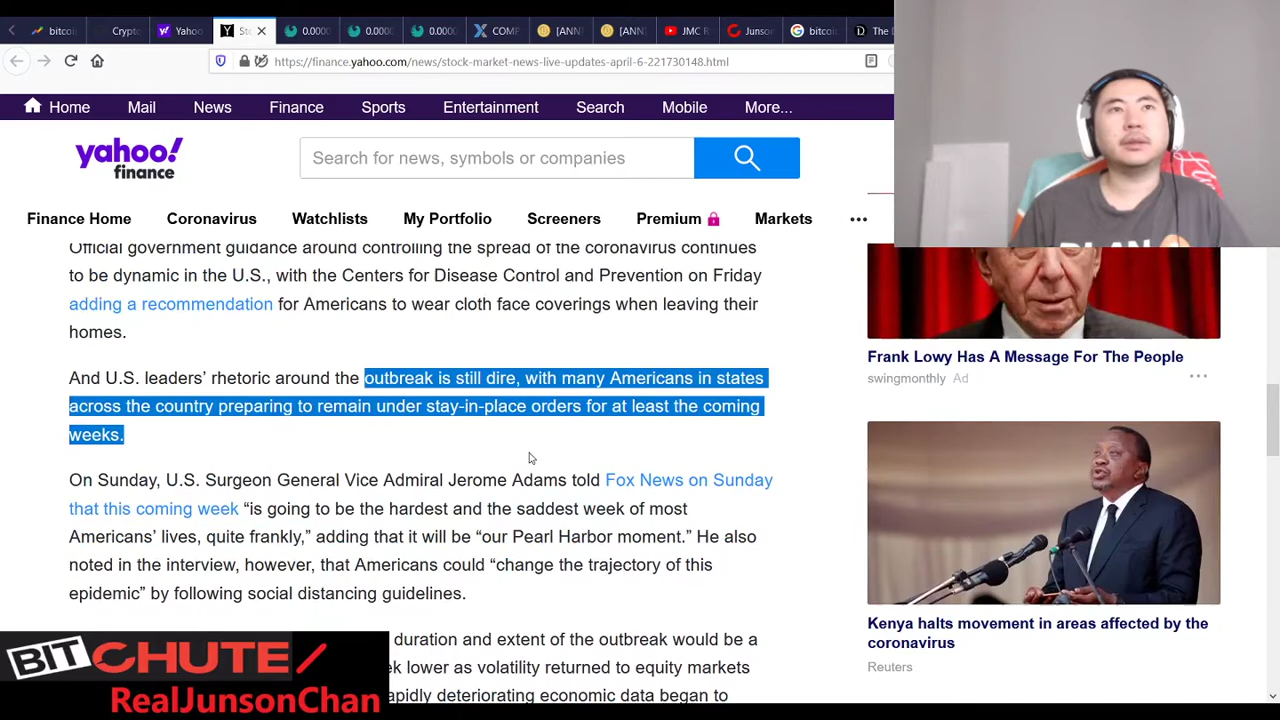 bitcoi
Crypto
Yahoo
Sto
0.0000
0.0000
0.0000
COMP
[ANN]
[ANN]
JMC R
Junson
bitcoi
The D
https://finance.yahoo.com/news/stock-market-news-live-updates-april-6-221730148.html
Home Mail News Finance Sports Entertainment Search Mobile More...
yahoo!
finance
Search for news, symbols or companies
Finance Home Coronavirus Watchlists My Portfolio Screeners Premium Markets
Official government guidance around controlling the spread of the coronavirus continues
to be dynamic in the U.S., with the Centers for Disease Control and Prevention on Friday
adding a recommendation for Americans to wear cloth face coverings when leaving their
homes.
And U.S. leaders’ rhetoric around the outbreak is still dire, with many Americans in states
across the country preparing to remain under stay-in-place orders for at least the coming
weeks.
On Sunday, U.S. Surgeon General Vice Admiral Jerome Adams told Fox News on Sunday
that this coming week “is going to be the hardest and the saddest week of most
Americans’ lives, quite frankly,” adding that it will be “our Pearl Harbor moment.” He also
noted in the interview, however, that Americans could “change the trajectory of this
epidemic” by following social distancing guidelines.
duration and extent of the outbreak would be a
ek lower as volatility returned to equity markets
rapidly deteriorating economic data began to
Frank Lowy Has A Message For The People
swingmonthly Ad
Kenya halts movement in areas affected by the
coronavirus
Reuters
BITCHUTE/
RealJunsonChan